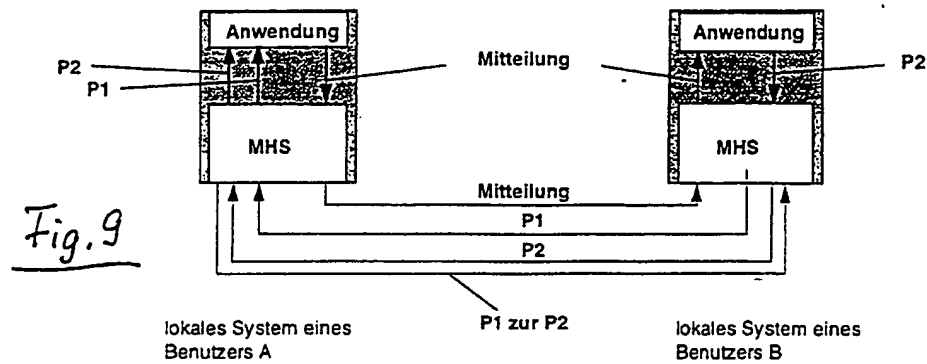 Anwendung
Anwendung
P2
Mitteilung
P2
P1
MHS
MHS
Mitteilung
Fig. 9
P1
P2
P1 zur P2
lokales System eines
Benutzers A
lokales System eines
Benutzers B